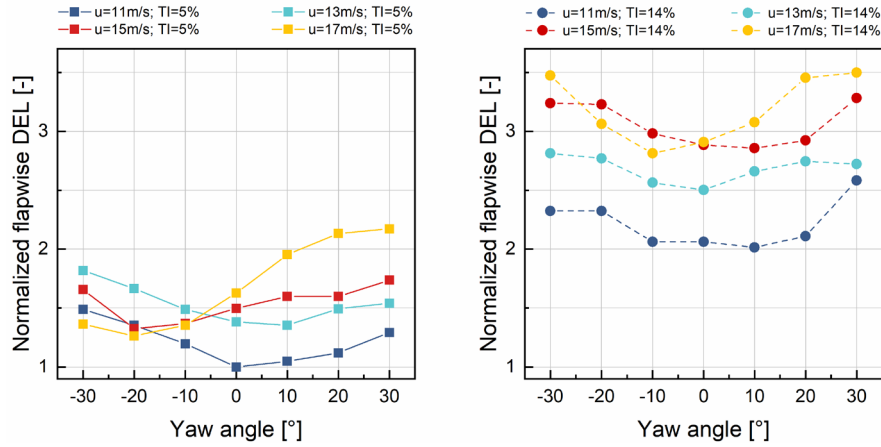 u=11m/s; TI=5% u=13m/s; TI=5%
u=15m/s; TI=5% u=17m/s; TI=5%
Normalized flapwise DEL [-]
3
2
1
-30 -20 -10 0 10 20 30
Yaw angle [°]
u=11m/s; TI=14% u=13m/s; TI=14%
u=15m/s; TI=14% u=17m/s; TI=14%
Normalized flapwise DEL [-]
3
2
1
-30 -20 -10 0 10 20 30
Yaw angle [°]